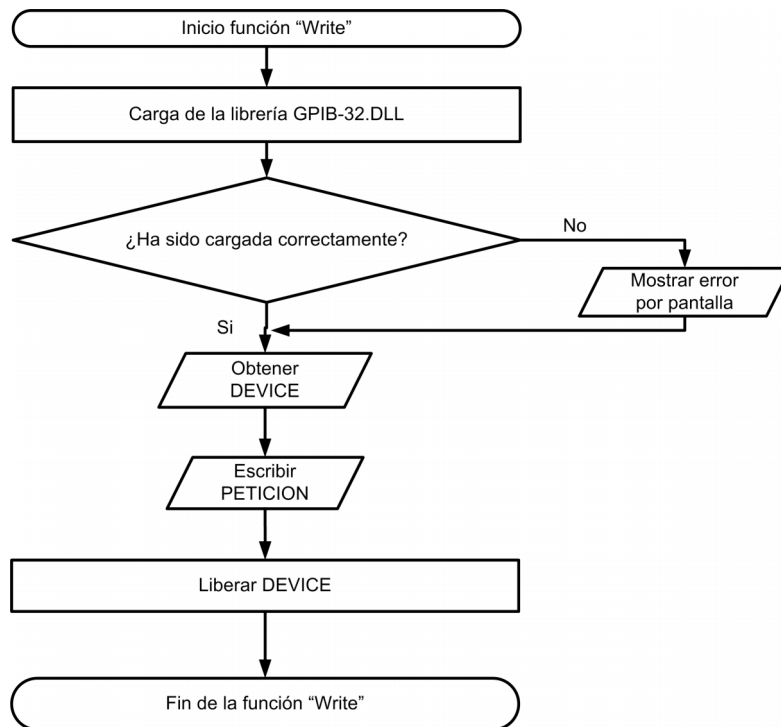 Inicio función “Write”
Carga de la librería GPIB-32.DLL
¿Ha sido cargada correctamente?
No
Mostrar error
por pantalla
Si
Obtener
DEVICE
Escribir
PETICION
Liberar DEVICE
Fin de la función “Write”